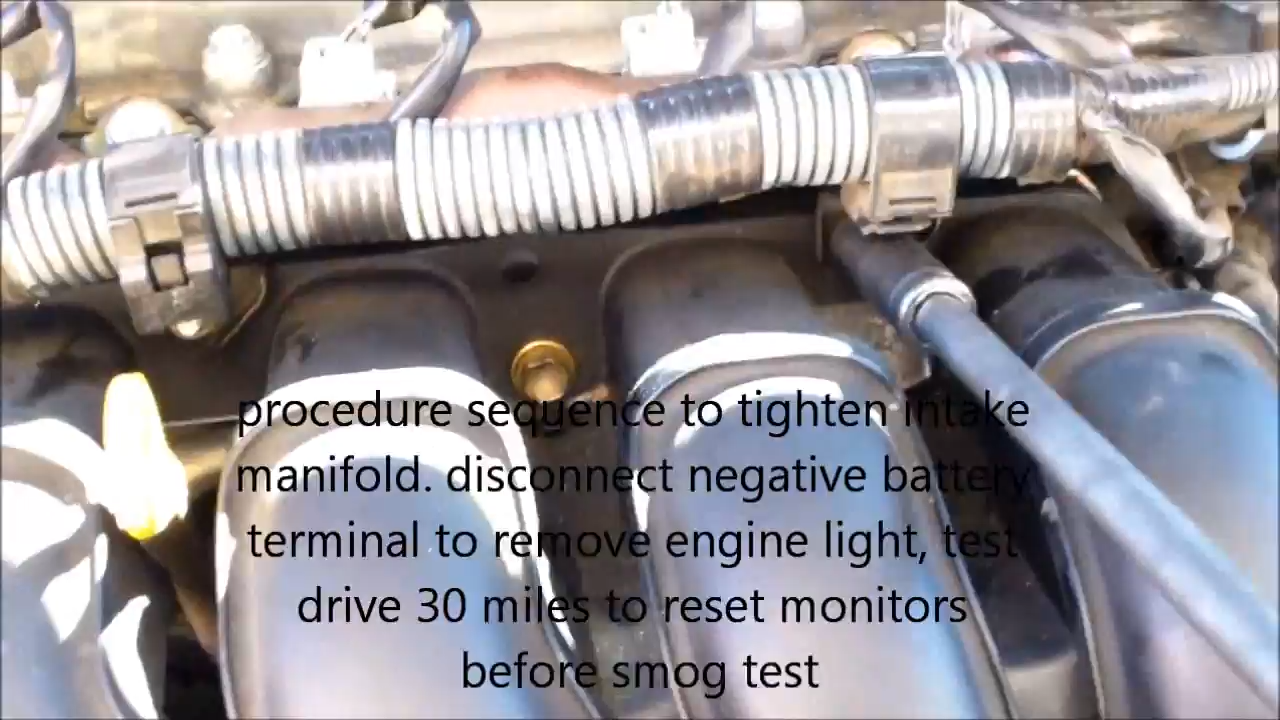 procedure sequence to tighten intake
manifold. disconnect negative battery
terminal to remove engine light, test
drive 30 miles to reset monitors
before smog test